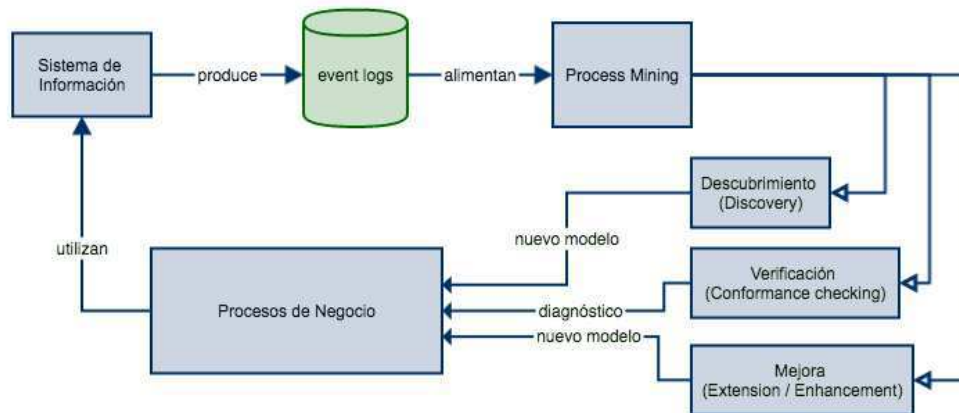 Sistema de
Información
produce
event logs
alimentan
Process Mining
Descubrimiento
(Discovery)
nuevo modelo
utilizan
Verificación
(Conformance checking)
Procesos de Negocio
diagnóstico
nuevo modelo
Mejora
(Extension / Enhancement)